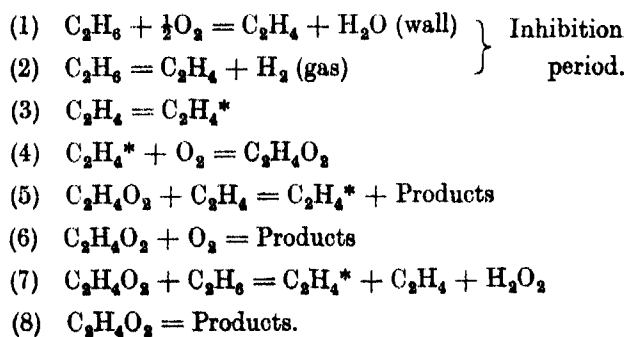 (1) C₂H₆ + ½O₂ = C₂H₄ + H₂O (wall) } Inhibition
(2) C₂H₆ = C₂H₄ + H₂ (gas) period.
(3) C₂H₄ = C₂H₄*
(4) C₂H₄* + O₂ = C₂H₄O₂
(5) C₂H₄O₂ + C₂H₄ = C₂H₄* + Products
(6) C₂H₄O₂ + O₂ = Products
(7) C₂H₄O₂ + C₂H₆ = C₂H₄* + C₂H₄ + H₂O₂
(8) C₂H₄O₂ = Products.